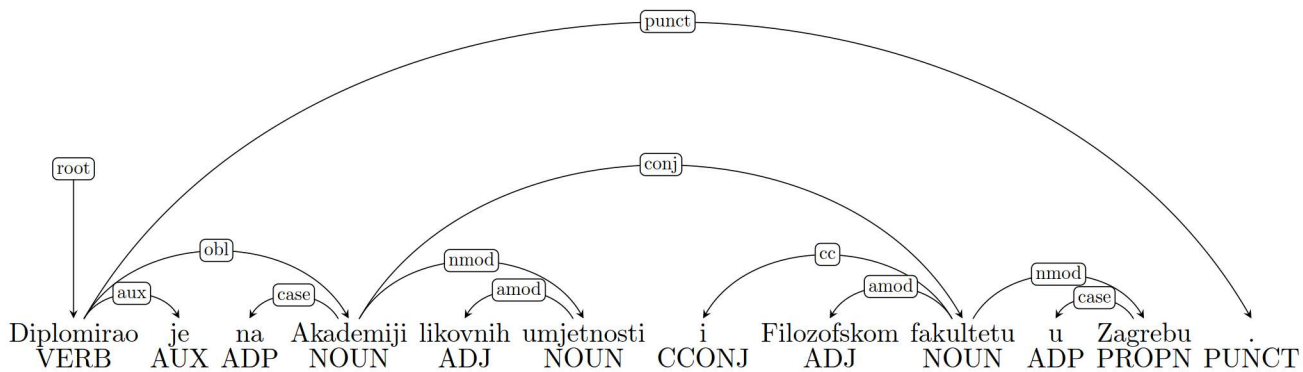 punct
root
conj
obl nmod cc nmod
aux case amod amod case
Diplomirao je na Akademiji likovnih umjetnosti i Filozofskom fakultetu u Zagrebu .
VERB AUX ADP NOUN ADJ NOUN CCONJ ADJ NOUN ADP PROPN PUNCT